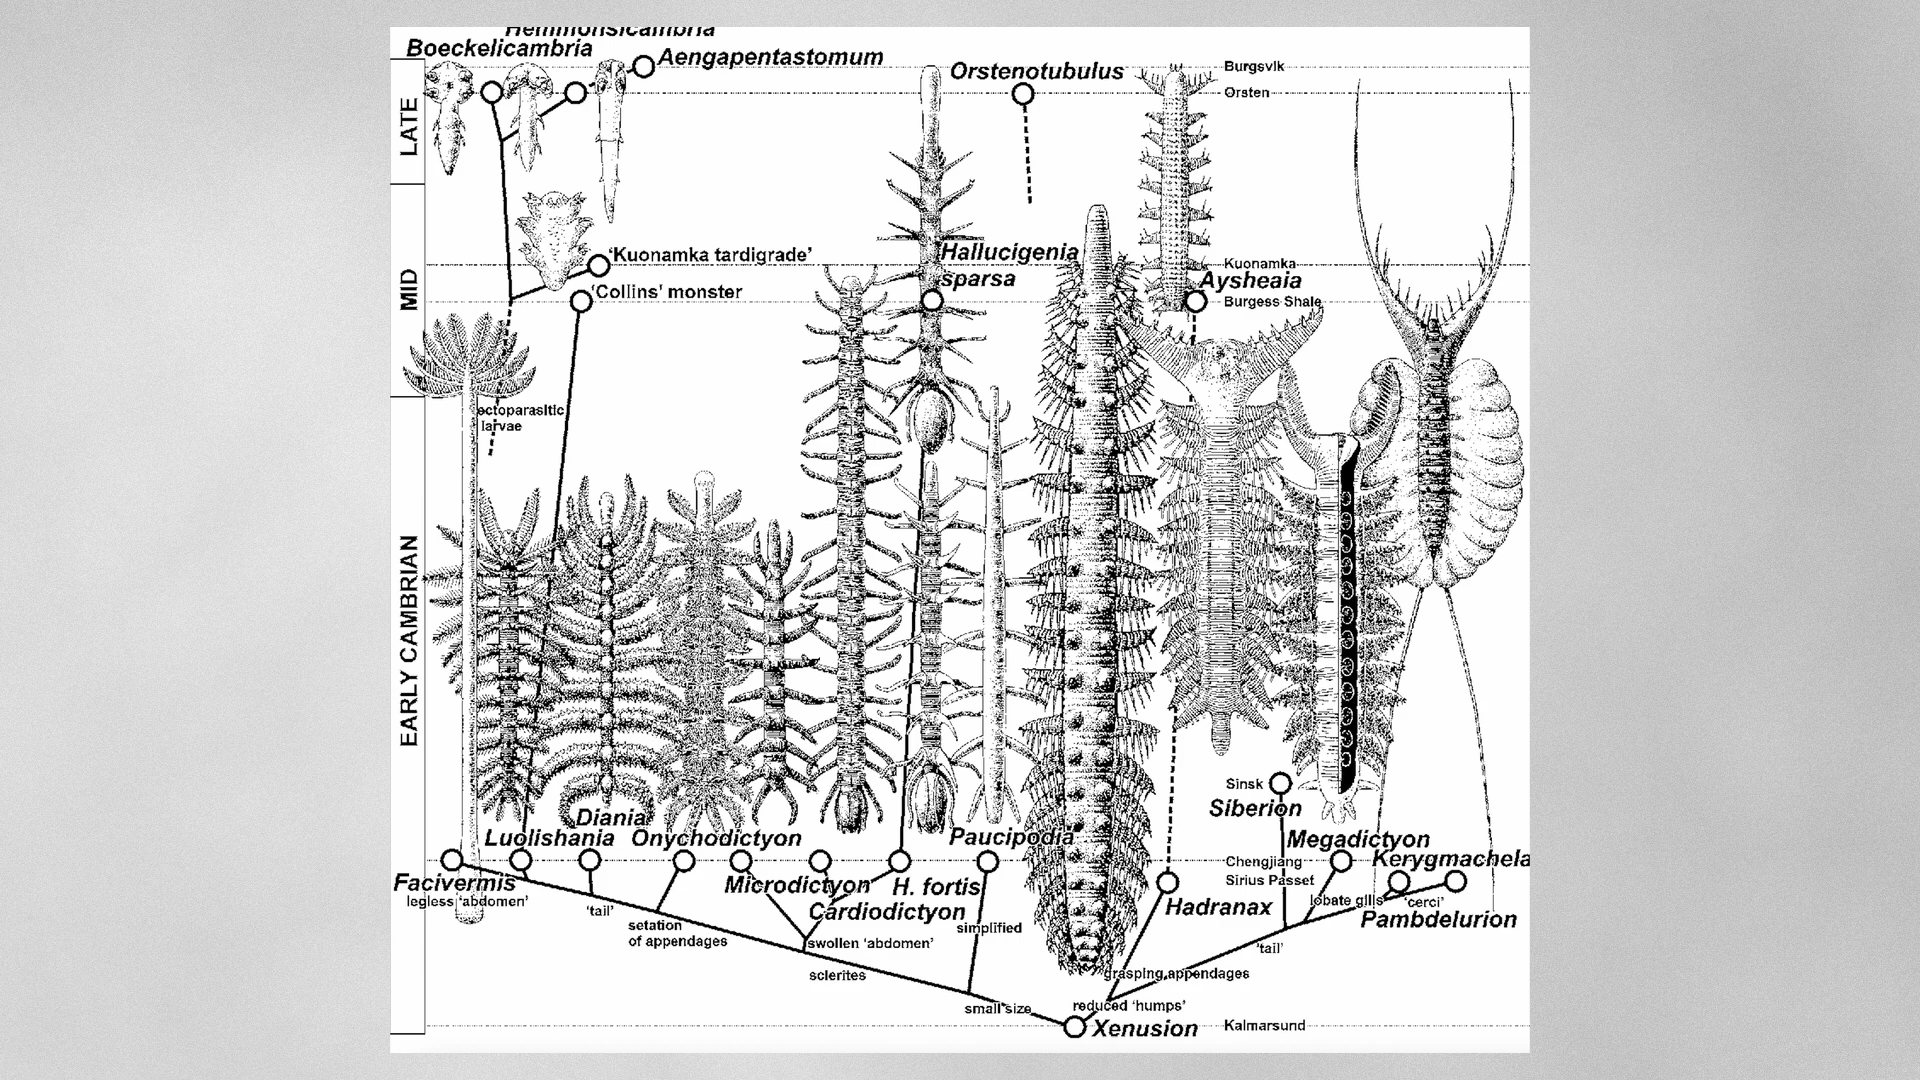 Hemmonsicambria
Boeckelicambria
Aengapentastomum
Orstenotubulus
Burgsvik
Orsten
LATE
'Kuonamka tardigrade'
Hallucigenia
sparsa
Kuonamka
Aysheaia
'Collins' monster
Burgess Shale
MID
ectoparasitic
larvae
EARLY CAMBRIAN
Sinsk
Siberion
Diania
Luolishania
Onychodictyon
Paucipodia
Megadictyon
Kerygmachela
Chengjiang
Sirius Passet
Facivermis
legless 'abdomen'
Microdictyon
H. fortis
Cardiodictyon
'tail'
setation
of appendages
swollen 'abdomen'
simplified
Hadranax
lobate gills
'cerci'
Pambdelurion
'tail'
sclerites
grasping appendages
small size
reduced 'humps'
Xenusion
Kalmarsund